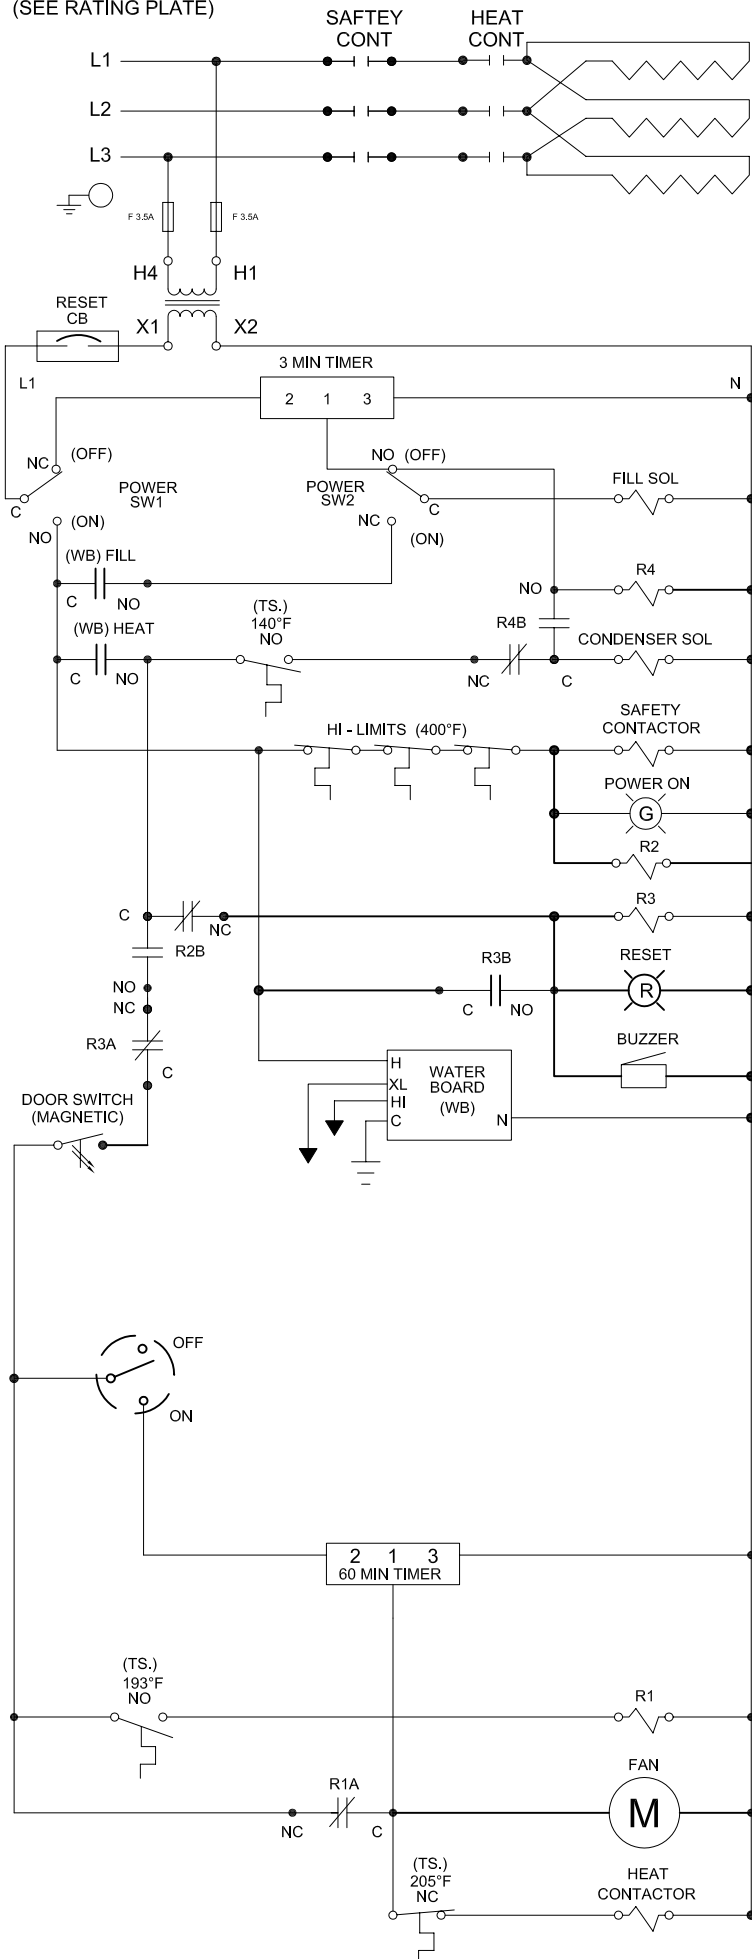 (SEE RATING PLATE)
SAFTEY
CONT
HEAT
CONT
L1
L2
L3
F 3.5A
F 3.5A
H4
H1
RESET
CB
X1
X2
L1
3 MIN TIMER
N
2 1 3
NC
(OFF)
NO (OFF)
POWER
SW1
POWER
SW2
FILL SOL
C
C
(ON)
NO
NC
(ON)
(WB) FILL
C
NO
R4
NO
(TS.)
140°F
NO
R4B
(WB) HEAT
CONDENSER SOL
C
NO
NC
C
SAFETY
CONTACTOR
HI - LIMITS (400°F)
POWER ON
G
R2
R3
C
NC
R2B
RESET
R3B
NO
R
C
NO
NC
R3A
BUZZER
C
H
XL
HI
C
WATER
BOARD
(WB)
N
DOOR SWITCH
(MAGNETIC)
OFF
ON
2 1 3
60 MIN TIMER
(TS.)
193°F
NO
R1
FAN
R1A
M
NC
C
(TS.)
205°F
NC
HEAT
CONTACTOR